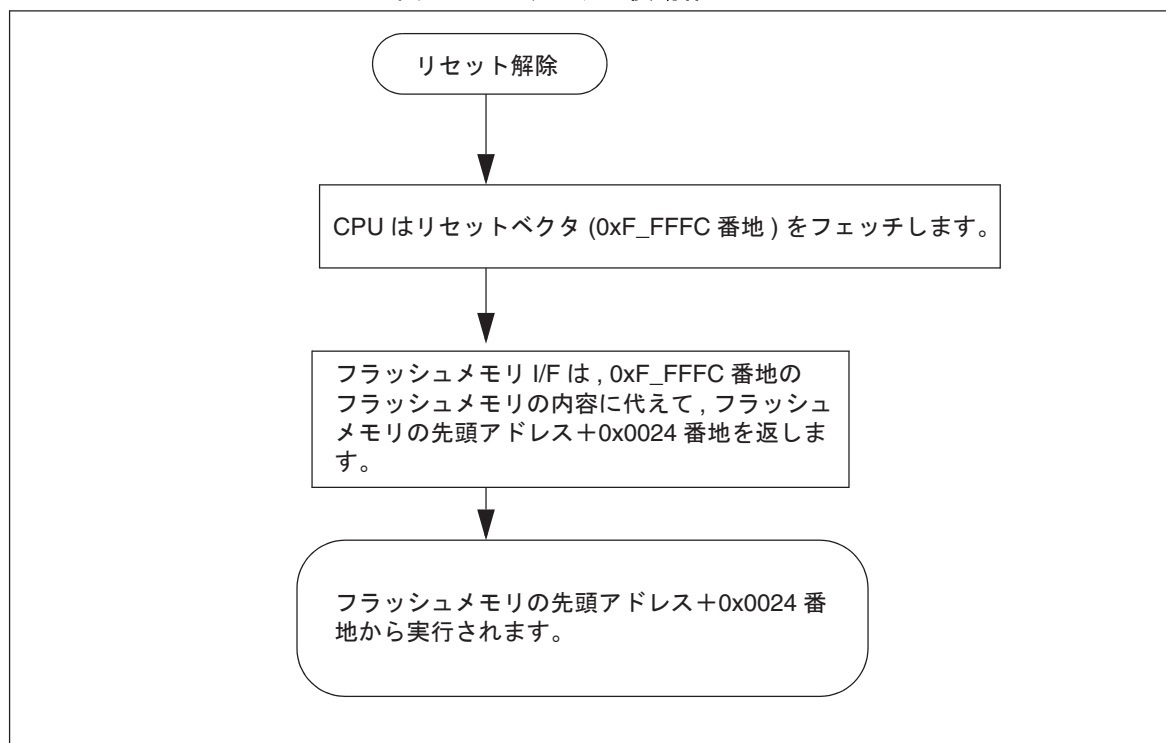 リセット解除
CPU はリセットベクタ (0xF_FFFC 番地 ) をフェッチします。
フラッシュメモリ I/F は , 0xF_FFFC 番地の
フラッシュメモリの内容に代えて , フラッシュ
メモリの先頭アドレス＋0x0024 番地を返しま
す。
フラッシュメモリの先頭アドレス＋0x0024 番
地から実行されます。